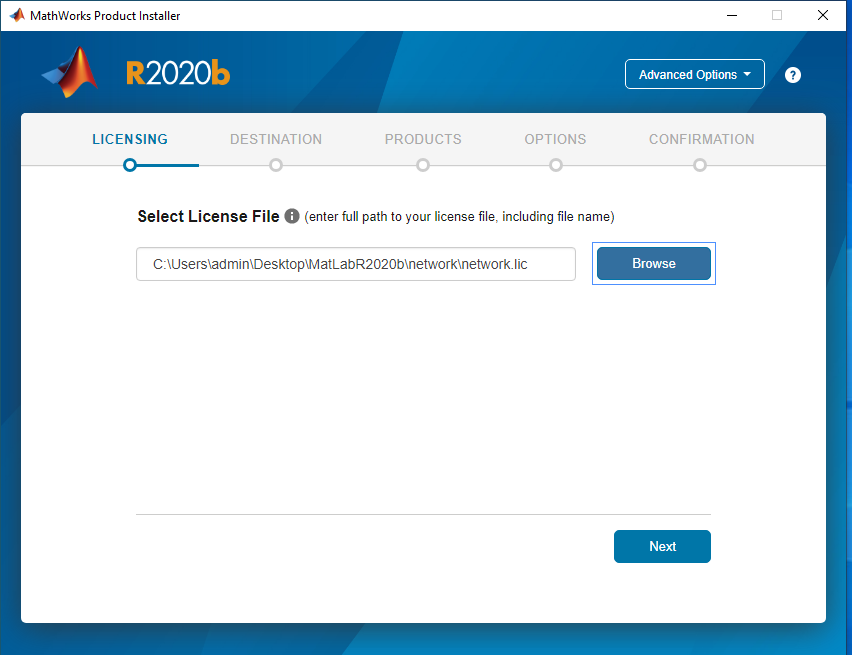 MathWorks Product Installer
R2020b
Advanced Options
?
LICENSING
DESTINATION
PRODUCTS
OPTIONS
CONFIRMATION
Select License File i (enter full path to your license file, including file name)
C:\Users\admin\Desktop\MatLabR2020b\network\network.lic
Browse
Next